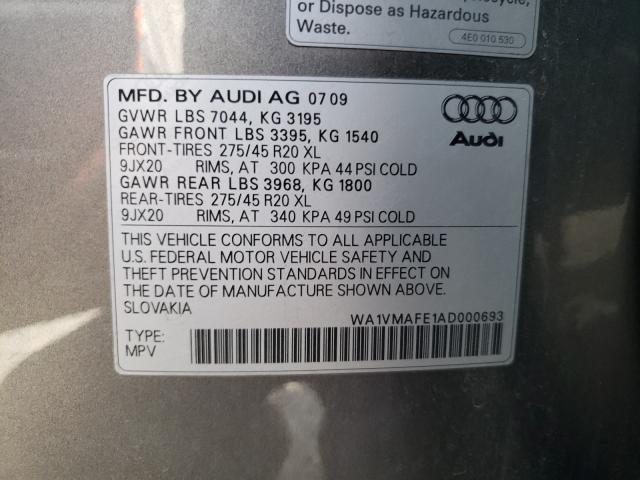 or Dispose as Hazardous
Waste.
4E0 010 530
MFD. BY AUDI AG 07 09
GVWR LBS 7044, KG 3195
GAWR FRONT LBS 3395, KG 1540
FRONT-TIRES 275/45 R20 XL
9JX20 RIMS, AT 300 KPA 44 PSI COLD
GAWR REAR LBS 3968, KG 1800
REAR-TIRES 275/45 R20 XL
9JX20 RIMS, AT 340 KPA 49 PSI COLD
Audi
THIS VEHICLE CONFORMS TO ALL APPLICABLE
U.S. FEDERAL MOTOR VEHICLE SAFETY AND
THEFT PREVENTION STANDARDS IN EFFECT ON
THE DATE OF MANUFACTURE SHOWN ABOVE.
SLOVAKIA
WA1VMAFE1AD000693
TYPE:
MPV